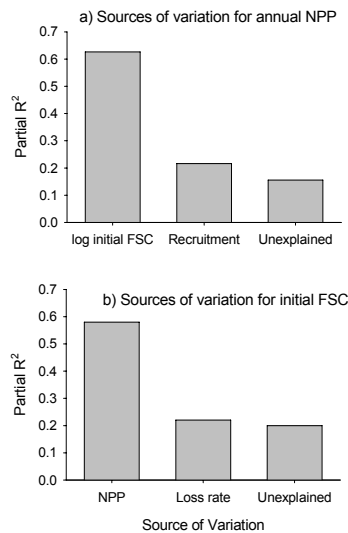 a) Sources of variation for annual NPP
0.7
0.6
0.5
0.4
0.3
0.2
0.1
0.0
Partial R²
log initial FSC Recruitment Unexplained
b) Sources of variation for initial FSC
0.7
0.6
0.5
0.4
0.3
0.2
0.1
0.0
Partial R²
NPP Loss rate Unexplained
Source of Variation